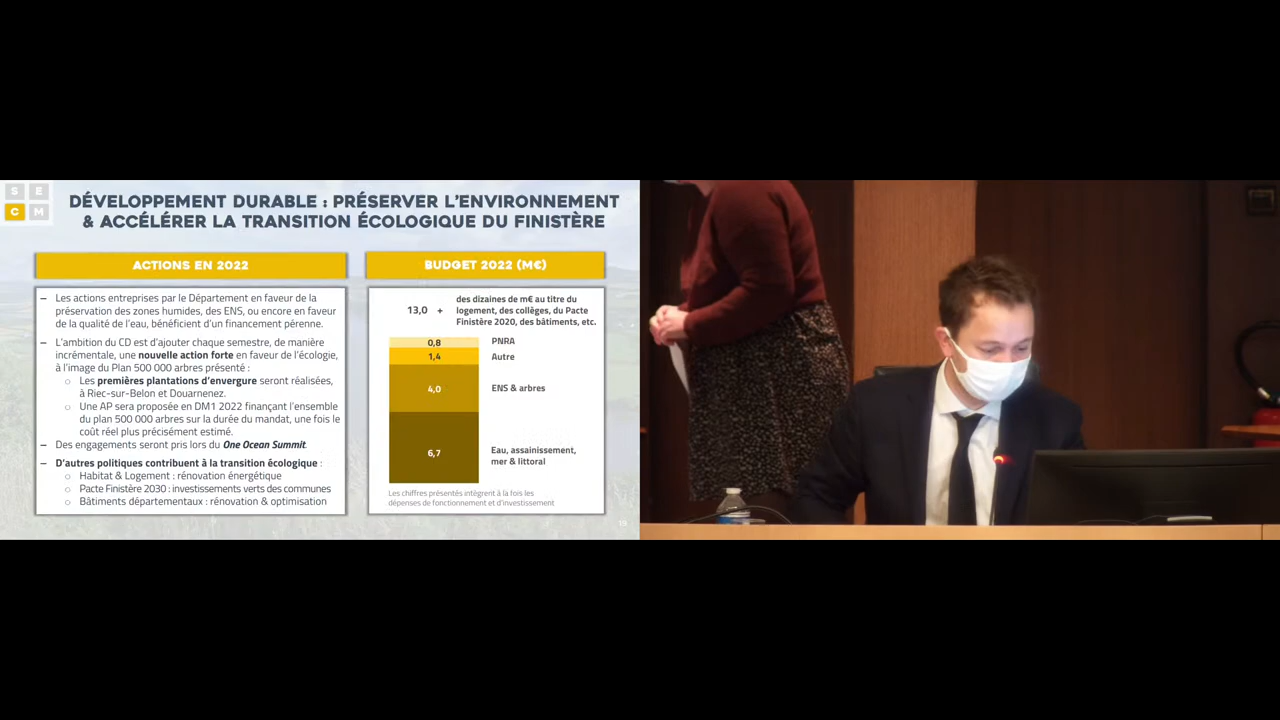 S E
C M
DÉVELOPPEMENT DURABLE : PRÉSERVER L'ENVIRONNEMENT
& ACCÉLÉRER LA TRANSITION ÉCOLOGIQUE DU FINISTÈRE
ACTIONS EN 2022
– Les actions entreprises par le Département en faveur de la
préservation des zones humides, des ENS, ou encore en faveur
de la qualité de l'eau, bénéficient d'un financement pérenne.
– L'ambition du CD est d'ajouter chaque semestre, de manière
incrémentale, une nouvelle action forte en faveur de l'écologie,
à l'image du Plan 500 000 arbres présenté :
○ Les premières plantations d'envergure seront réalisées,
à Riec-sur-Belon et Douarnenez.
○ Une AP sera proposée en DM1 2022 finançant l'ensemble
du plan 500 000 arbres sur la durée du mandat, une fois le
coût réel plus précisément estimé.
– Des engagements seront pris lors du One Ocean Summit.
– D'autres politiques contribuent à la transition écologique :
○ Habitat & Logement : rénovation énergétique
○ Pacte Finistère 2030 : investissements verts des communes
○ Bâtiments départementaux : rénovation & optimisation
BUDGET 2022 (M€)
13,0 + des dizaines de m€ au titre du
logement, des collèges, du Pacte
Finistère 2020, des bâtiments, etc.
0,8 PNRA
1,4 Autre
4,0 ENS & arbres
6,7 Eau, assainissement,
mer & littoral
Les chiffres présentés intègrent à la fois les
dépenses de fonctionnement et d'investissement
19